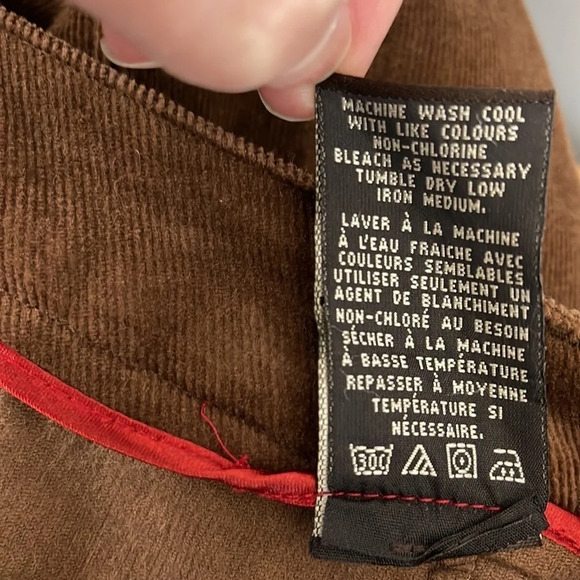 MACHINE WASH COOL
WITH LIKE COLOURS
NON-CHLORINE
BLEACH AS NECESSARY
TUMBLE DRY LOW
IRON MEDIUM.
LAVER À LA MACHINE
À L'EAU FRAICHE AVEC
COULEURS SEMBLABLES
UTILISER SEULEMENT UN
AGENT DE BLANCHIMENT
NON-CHLORÉ AU BESOIN
SÉCHER À LA MACHINE
À BASSE TEMPÉRATURE
REPASSER À MOYENNE
TEMPÉRATURE SI
NÉCESSAIRE.